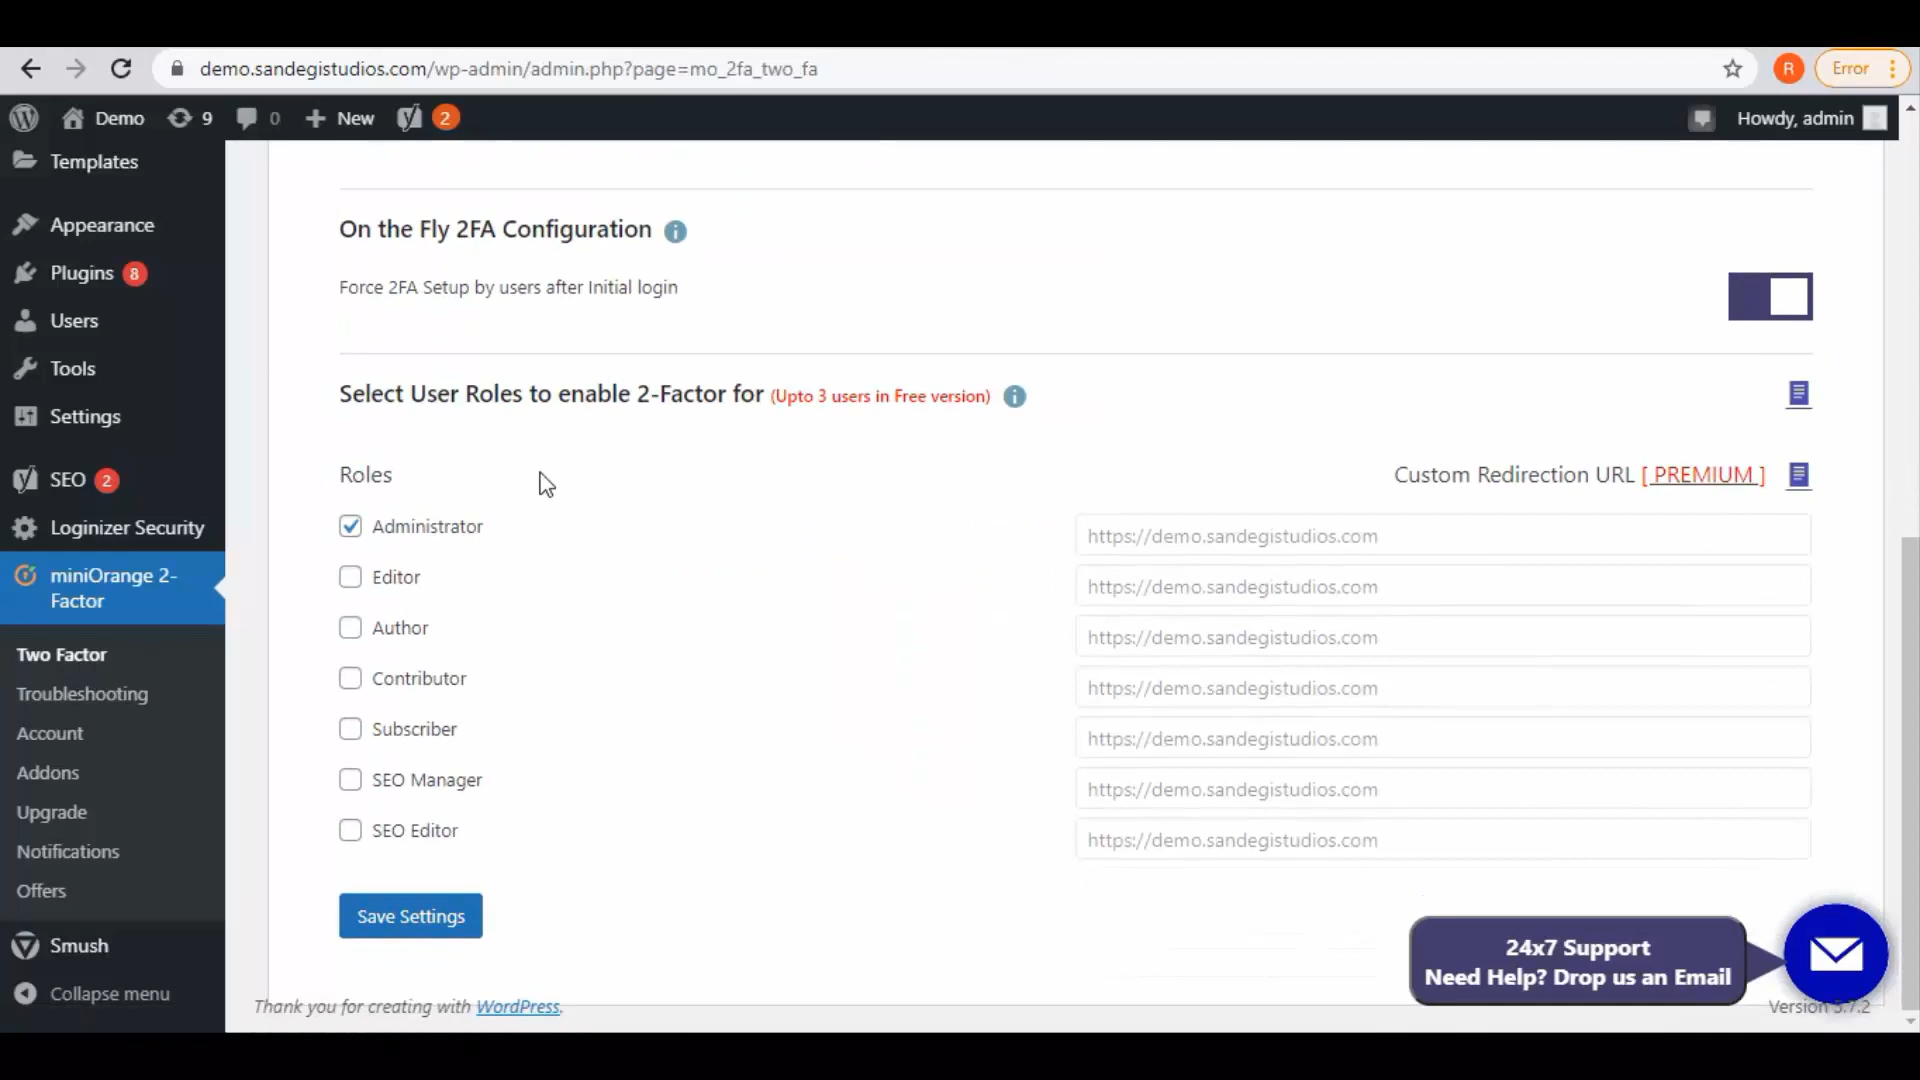 demo.sandegistudios.com/wp-admin/admin.php?page=mo_2fa_two_fa
R
Error
Demo
9
0
New
2
Howdy, admin
Templates
Appearance
Plugins 8
Users
Tools
Settings
SEO 2
Loginizer Security
miniOrange 2-
Factor
Two Factor
Troubleshooting
Account
Addons
Upgrade
Notifications
Offers
Smush
Collapse menu
On the Fly 2FA Configuration
Force 2FA Setup by users after Initial login
Select User Roles to enable 2-Factor for (Upto 3 users in Free version)
Roles
Custom Redirection URL [ PREMIUM ]
Administrator
https://demo.sandegistudios.com
Editor
https://demo.sandegistudios.com
Author
https://demo.sandegistudios.com
Contributor
https://demo.sandegistudios.com
Subscriber
https://demo.sandegistudios.com
SEO Manager
https://demo.sandegistudios.com
SEO Editor
https://demo.sandegistudios.com
Save Settings
24x7 Support
Need Help? Drop us an Email
Thank you for creating with WordPress.
Version 5.7.2